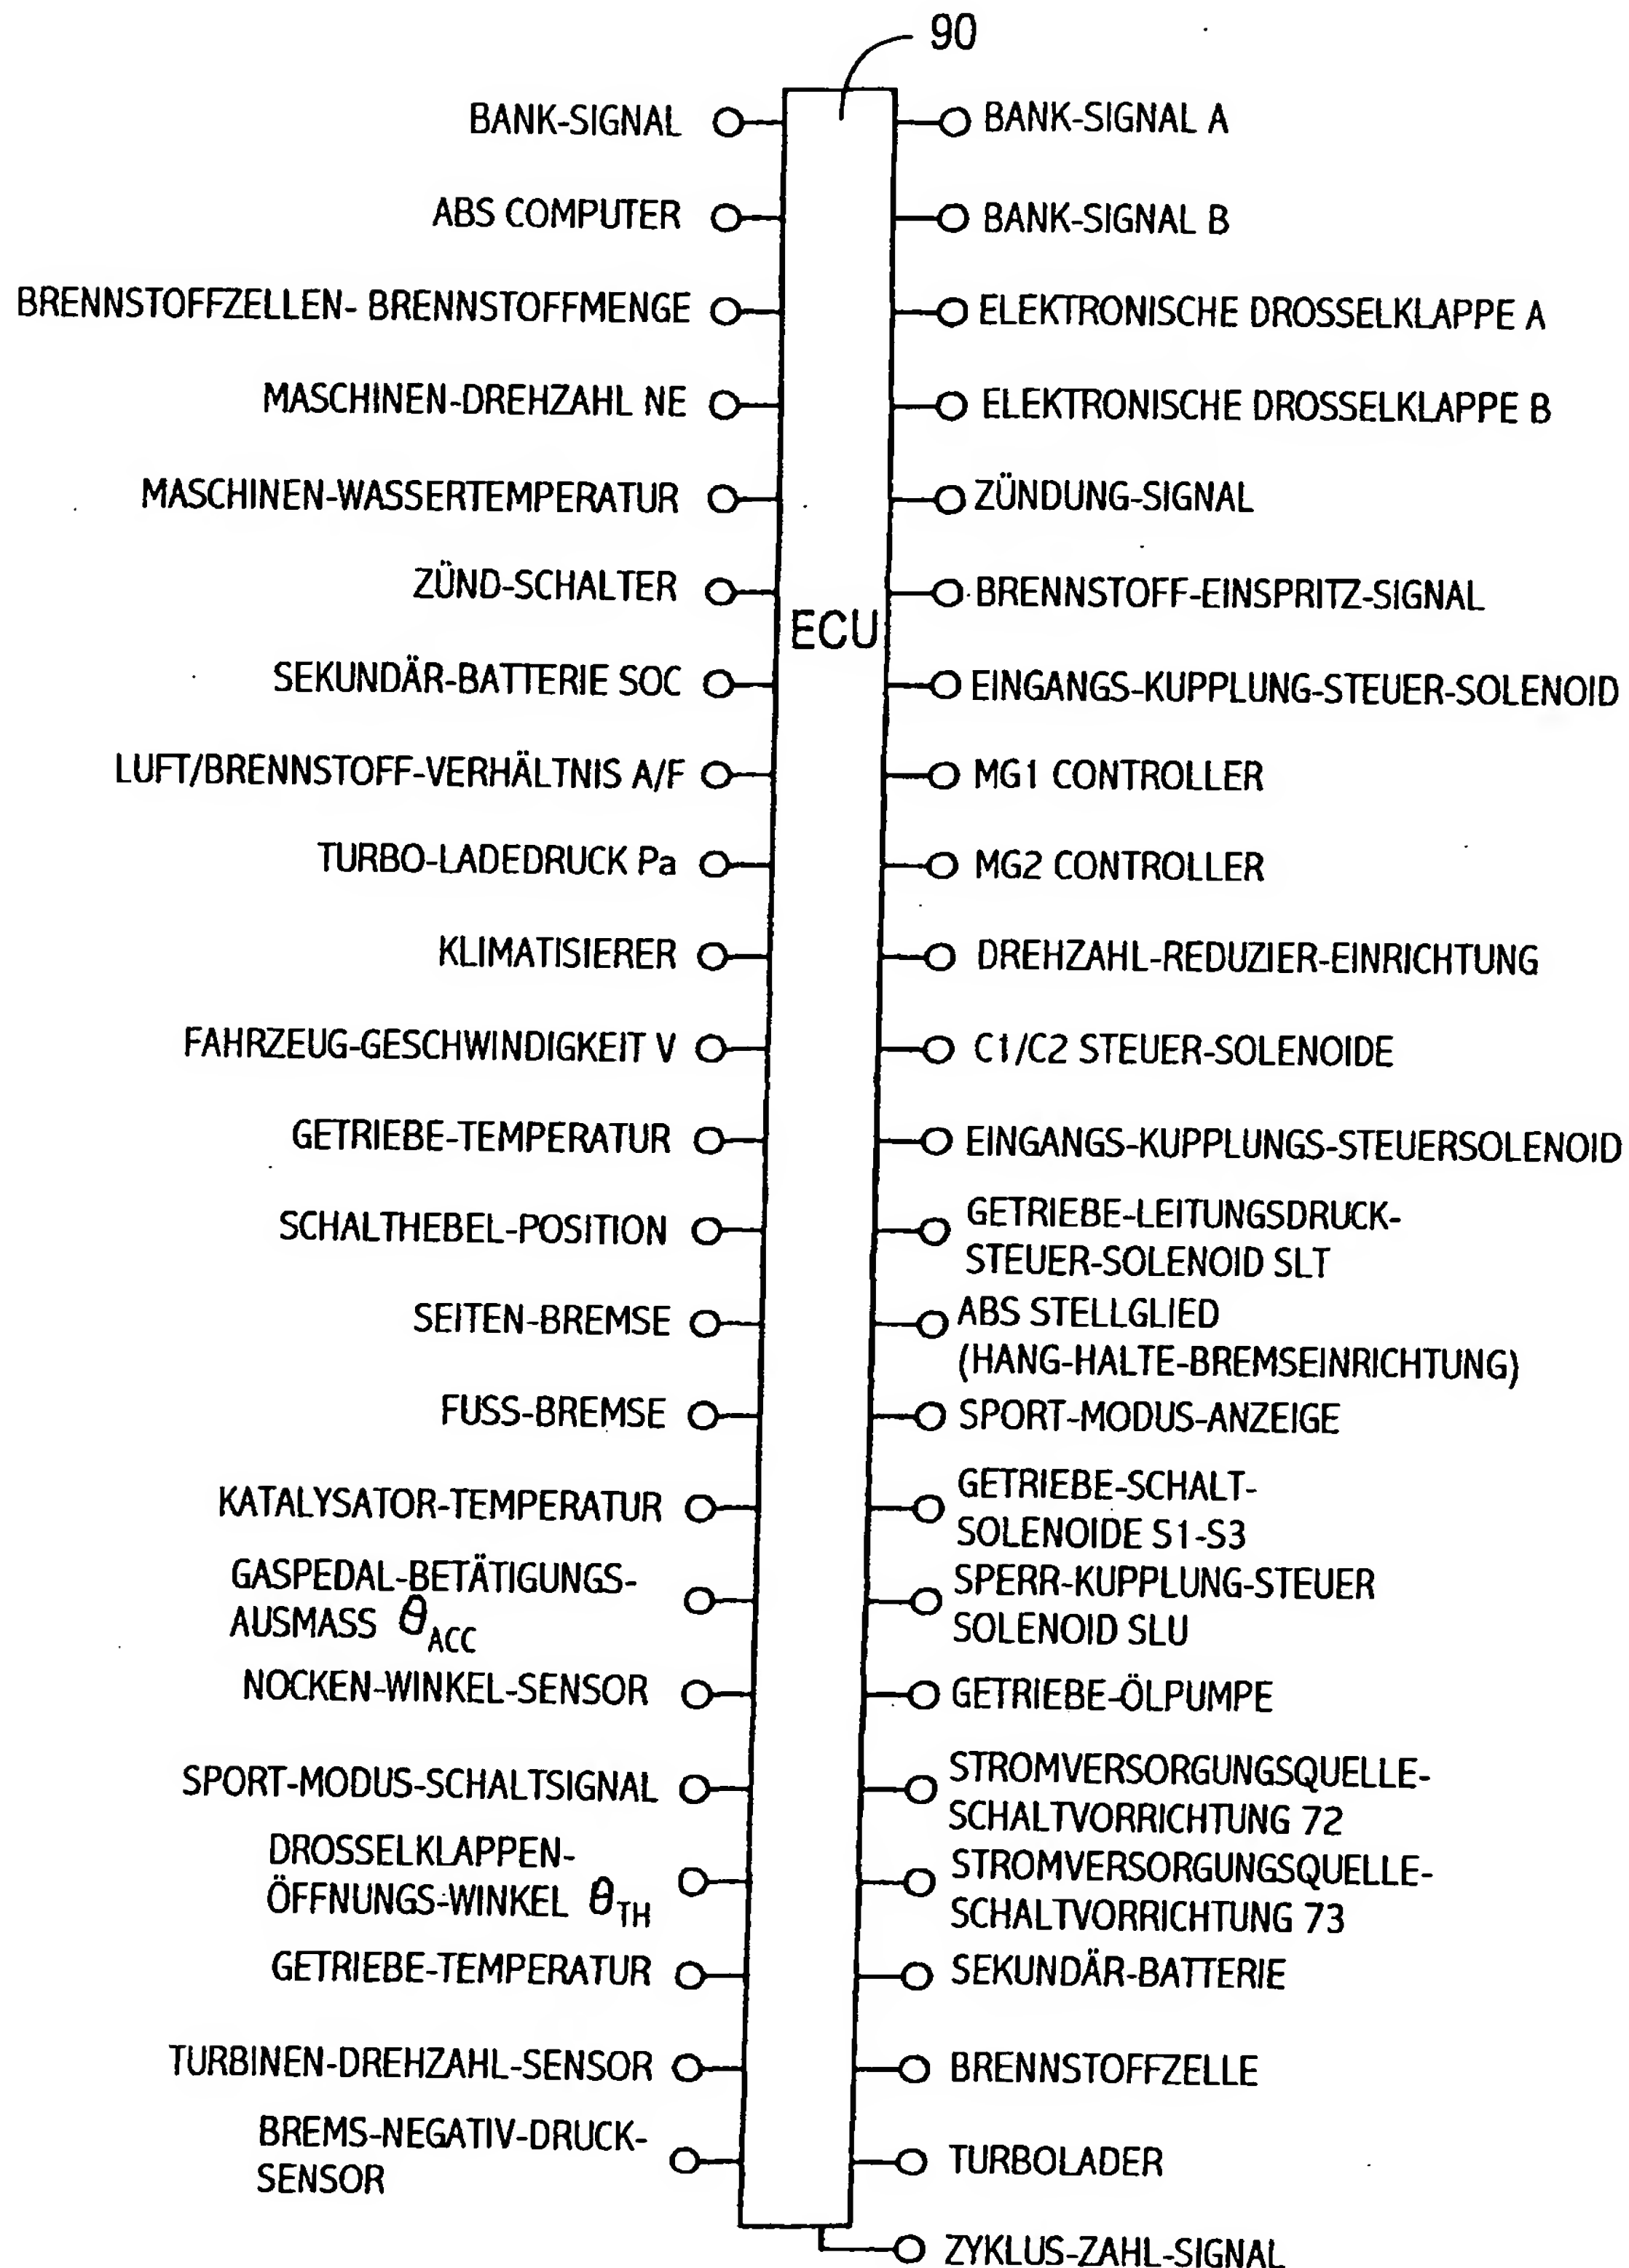 90
BANK-SIGNAL
ABS COMPUTER
BRENNSTOFFZELLEN- BRENNSTOFFMENGE
MASCHINEN-DREHZAHL NE
MASCHINEN-WASSERTEMPERATUR
ZÜND-SCHALTER
SEKUNDÄR-BATTERIE SOC
LUFT/BRENNSTOFF-VERHÄLTNIS A/F
TURBO-LADEDRUCK Pa
KLIMATISIERER
FAHRZEUG-GESCHWINDIGKEIT V
GETRIEBE-TEMPERATUR
SCHALTHEBEL-POSITION
SEITEN-BREMSE
FUSS-BREMSE
KATALYSATOR-TEMPERATUR
GASPEDAL-BETÄTIGUNGS-
AUSMASS θACC
NOCKEN-WINKEL-SENSOR
SPORT-MODUS-SCHALTSIGNAL
DROSSELKLAPPEN-
ÖFFNUNGS-WINKEL θTH
GETRIEBE-TEMPERATUR
TURBINEN-DREHZAHL-SENSOR
BREMS-NEGATIV-DRUCK-
SENSOR
ECU
BANK-SIGNAL A
BANK-SIGNAL B
ELEKTRONISCHE DROSSELKLAPPE A
ELEKTRONISCHE DROSSELKLAPPE B
ZÜNDUNG-SIGNAL
BRENNSTOFF-EINSPRITZ-SIGNAL
EINGANGS-KUPPLUNG-STEUER-SOLENOID
MG1 CONTROLLER
MG2 CONTROLLER
DREHZAHL-REDUZIER-EINRICHTUNG
C1/C2 STEUER-SOLENOIDE
EINGANGS-KUPPLUNGS-STEUERSOLENOID
GETRIEBE-LEITUNGSDRUCK-
STEUER-SOLENOID SLT
ABS STELLGLIED
(HANG-HALTE-BREMSEINRICHTUNG)
SPORT-MODUS-ANZEIGE
GETRIEBE-SCHALT-
SOLENOIDE S1-S3
SPERR-KUPPLUNG-STEUER
SOLENOID SLU
GETRIEBE-ÖLPUMPE
STROMVERSORGUNGSQUELLE-
SCHALTVORRICHTUNG 72
STROMVERSORGUNGSQUELLE-
SCHALTVORRICHTUNG 73
SEKUNDÄR-BATTERIE
BRENNSTOFFZELLE
TURBOLADER
ZYKLUS-ZAHL-SIGNAL